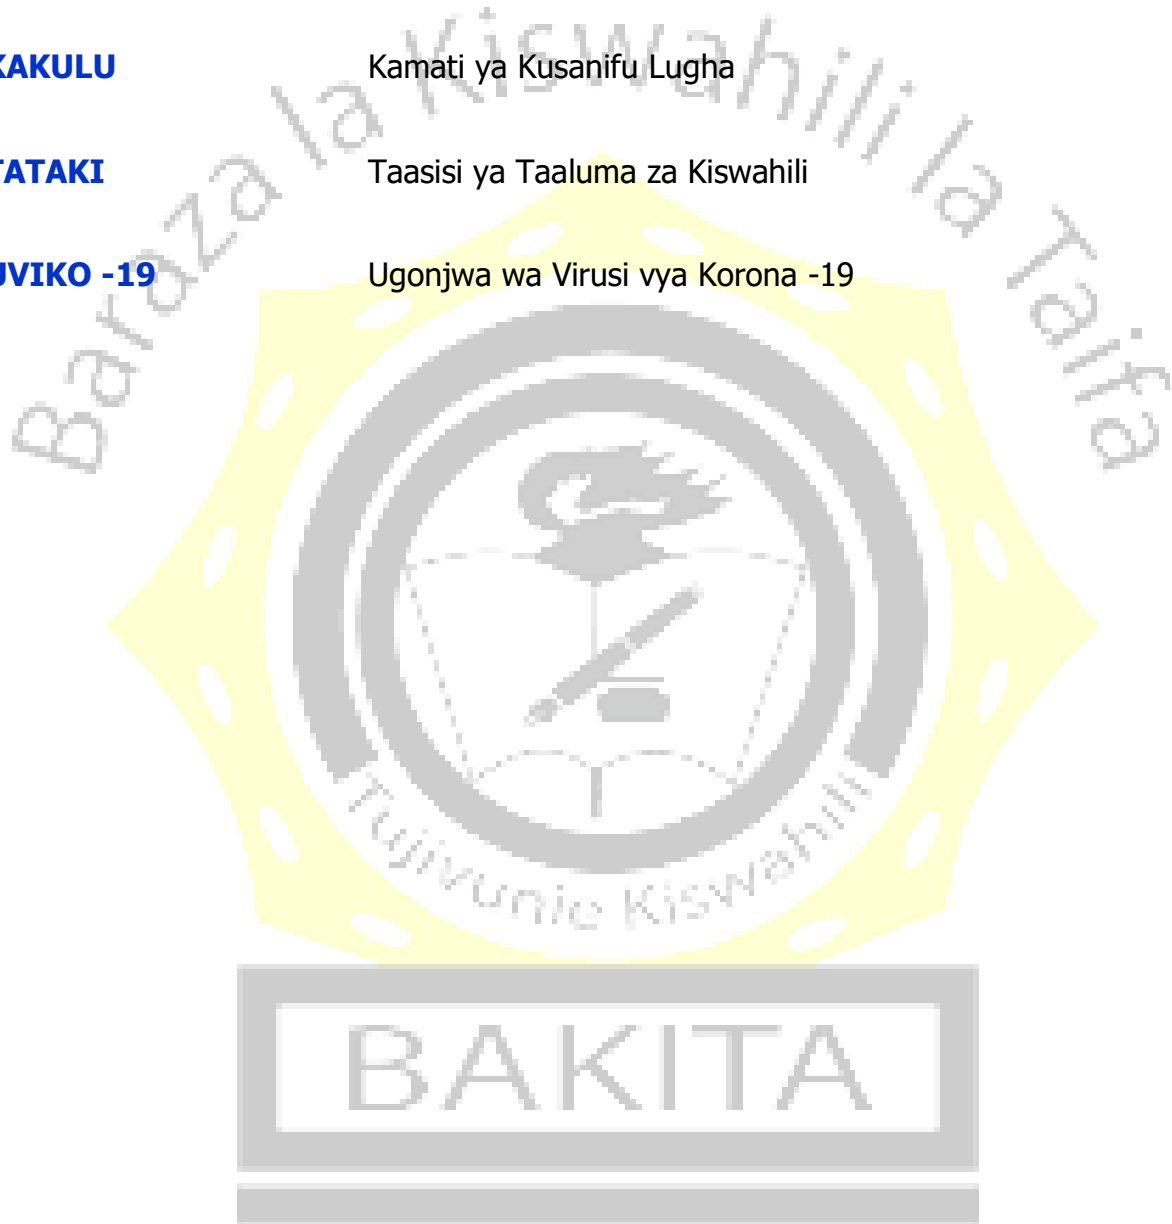 Baraza la Kiswahili la Taifa
KAKULU Kamati ya Kusanifu Lugha
TATAKI Taasisi ya Taaluma za Kiswahili
UVIKO -19 Ugonjwa wa Virusi vya Korona -19
Tujivunie Kiswahili
BAKITA